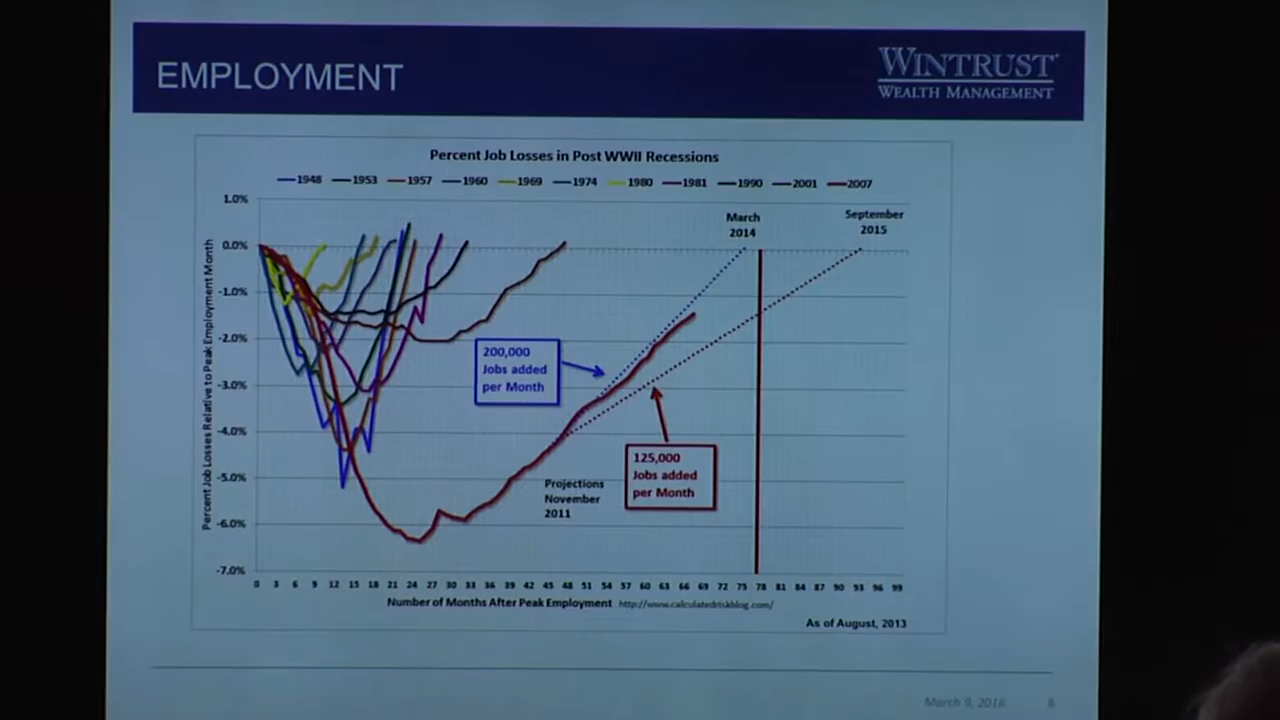 EMPLOYMENT
WINTRUST
WEALTH MANAGEMENT
Percent Job Losses in Post WWII Recessions
1948 1953 1957 1960 1969 1974 1980 1981 1990 2001 2007
1.0%
0.0%
-1.0%
-2.0%
-3.0%
-4.0%
-5.0%
-6.0%
-7.0%
Percent Job Losses Relative to Peak Employment Month
March
2014
September
2015
200,000
Jobs added
per Month
125,000
Jobs added
per Month
Projections
November
2011
0 3 6 9 12 15 18 21 24 27 30 33 36 39 42 45 48 51 54 57 60 63 66 69 72 75 78 81 84 87 90 93 96 99
Number of Months After Peak Employment http://www.calculatedriskblog.com/
As of August, 2013
March 9, 2016 8